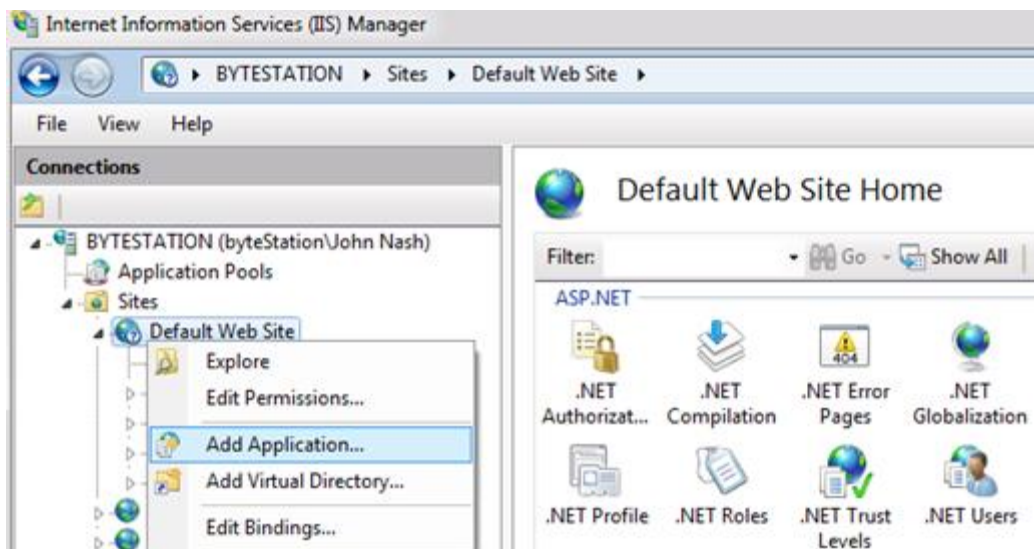 Internet Information Services (IIS) Manager
BYTESTATION Sites Default Web Site
File View Help
Connections
BYTESTATION (byteStation\John Nash)
Application Pools
Sites
Default Web Site
Explore
Edit Permissions...
Add Application...
Add Virtual Directory...
Edit Bindings...
Default Web Site Home
Filter: Go Show All
ASP.NET
.NET Authorizat...
.NET Compilation
404
.NET Error Pages
.NET Globalization
.NET Profile
.NET Roles
.NET Trust Levels
.NET Users